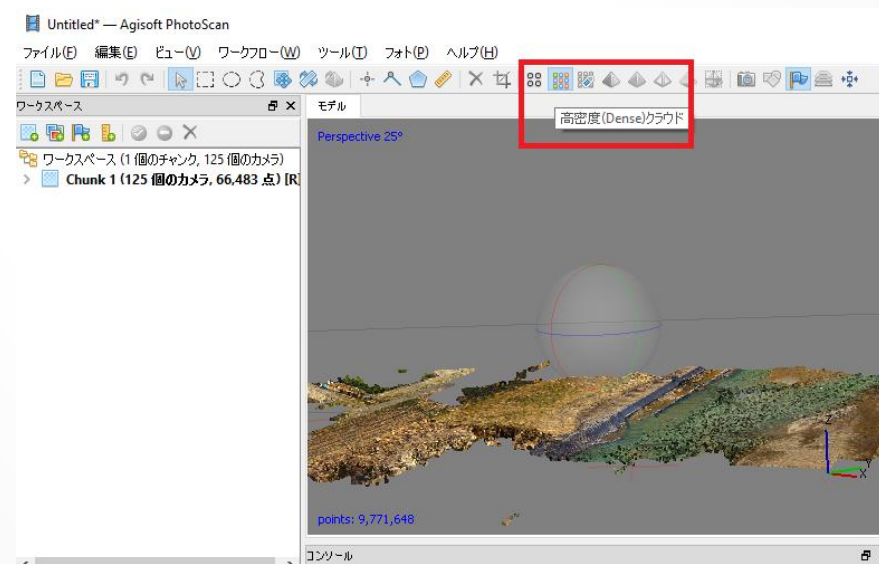 Untitled* — Agisoft PhotoScan
ファイル(F) 編集(E) ビュー(V) ワークフロー(W) ツール(T) フォト(P) ヘルプ(H)
ワークスペース
モデル
高密度(Dense)クラウド
Perspective 25°
ワークスペース (1 個のチャンク, 125 個のカメラ)
Chunk 1 (125 個のカメラ, 66,483 点) [R]
Z
Y
X
points: 9,771,648
コンソール